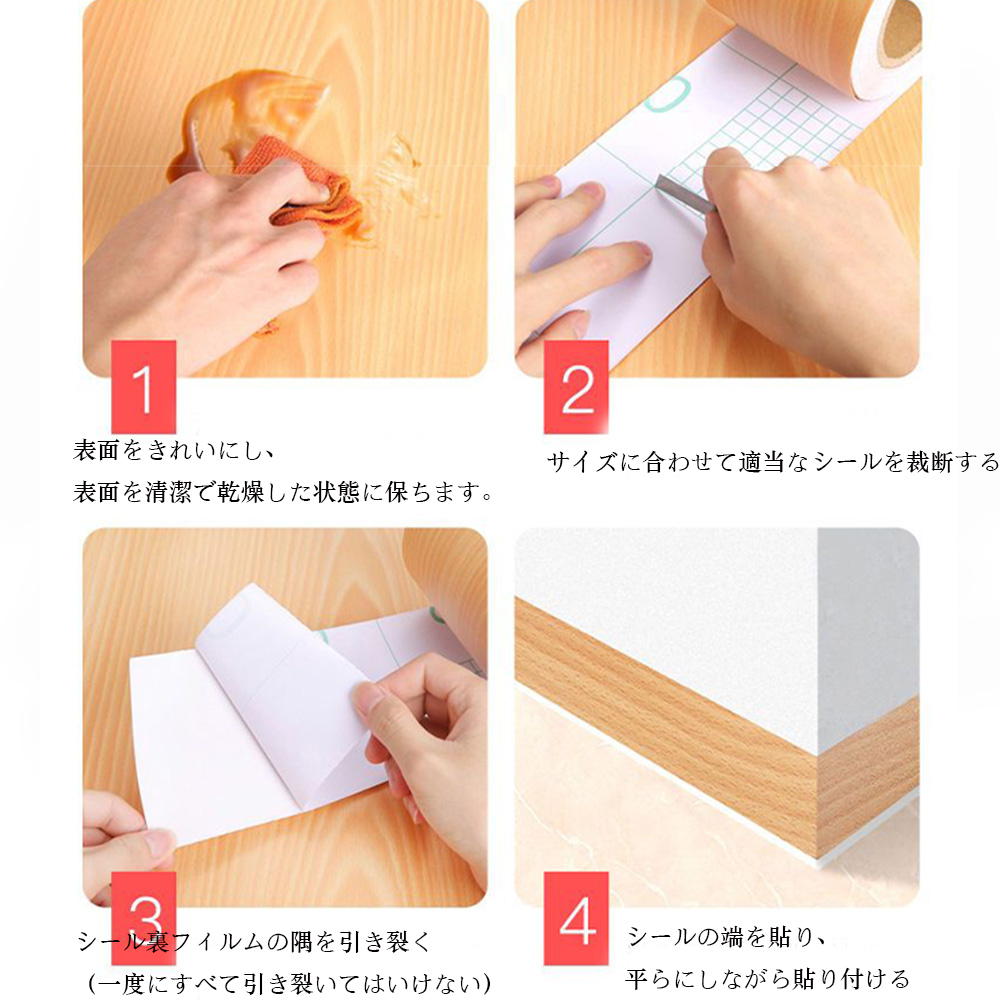 1
表面をきれいにし、
表面を清潔で乾燥した状態に保ちます。
2
サイズに合わせて適当なシールを裁断する
3
シール裏フィルムの隅を引き裂く
（一度にすべて引き裂いてはいけない）
4
シールの端を貼り、
平らにしながら貼り付ける